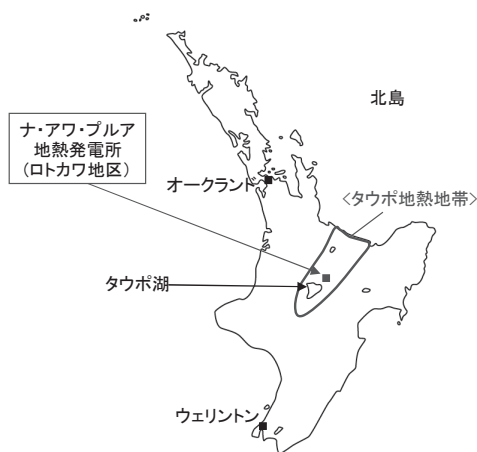 北島
ナ・アワ・プルア
地熱発電所
(ロトカワ地区)
オークランド
<タウポ地熱地帯>
タウポ湖
ウェリントン